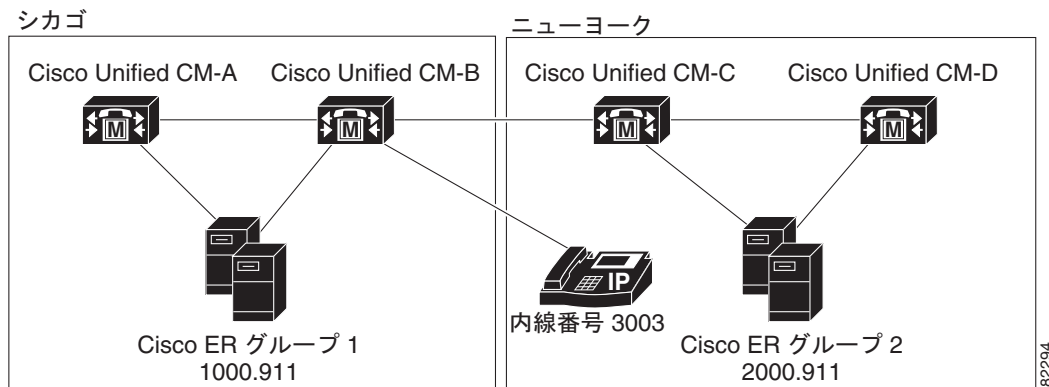 シカゴ
ニューヨーク
Cisco Unified CM-A
Cisco Unified CM-B
Cisco Unified CM-C
Cisco Unified CM-D
M
M
M
M
IP
内線番号 3003
Cisco ER グループ 1
1000.911
Cisco ER グループ 2
2000.911